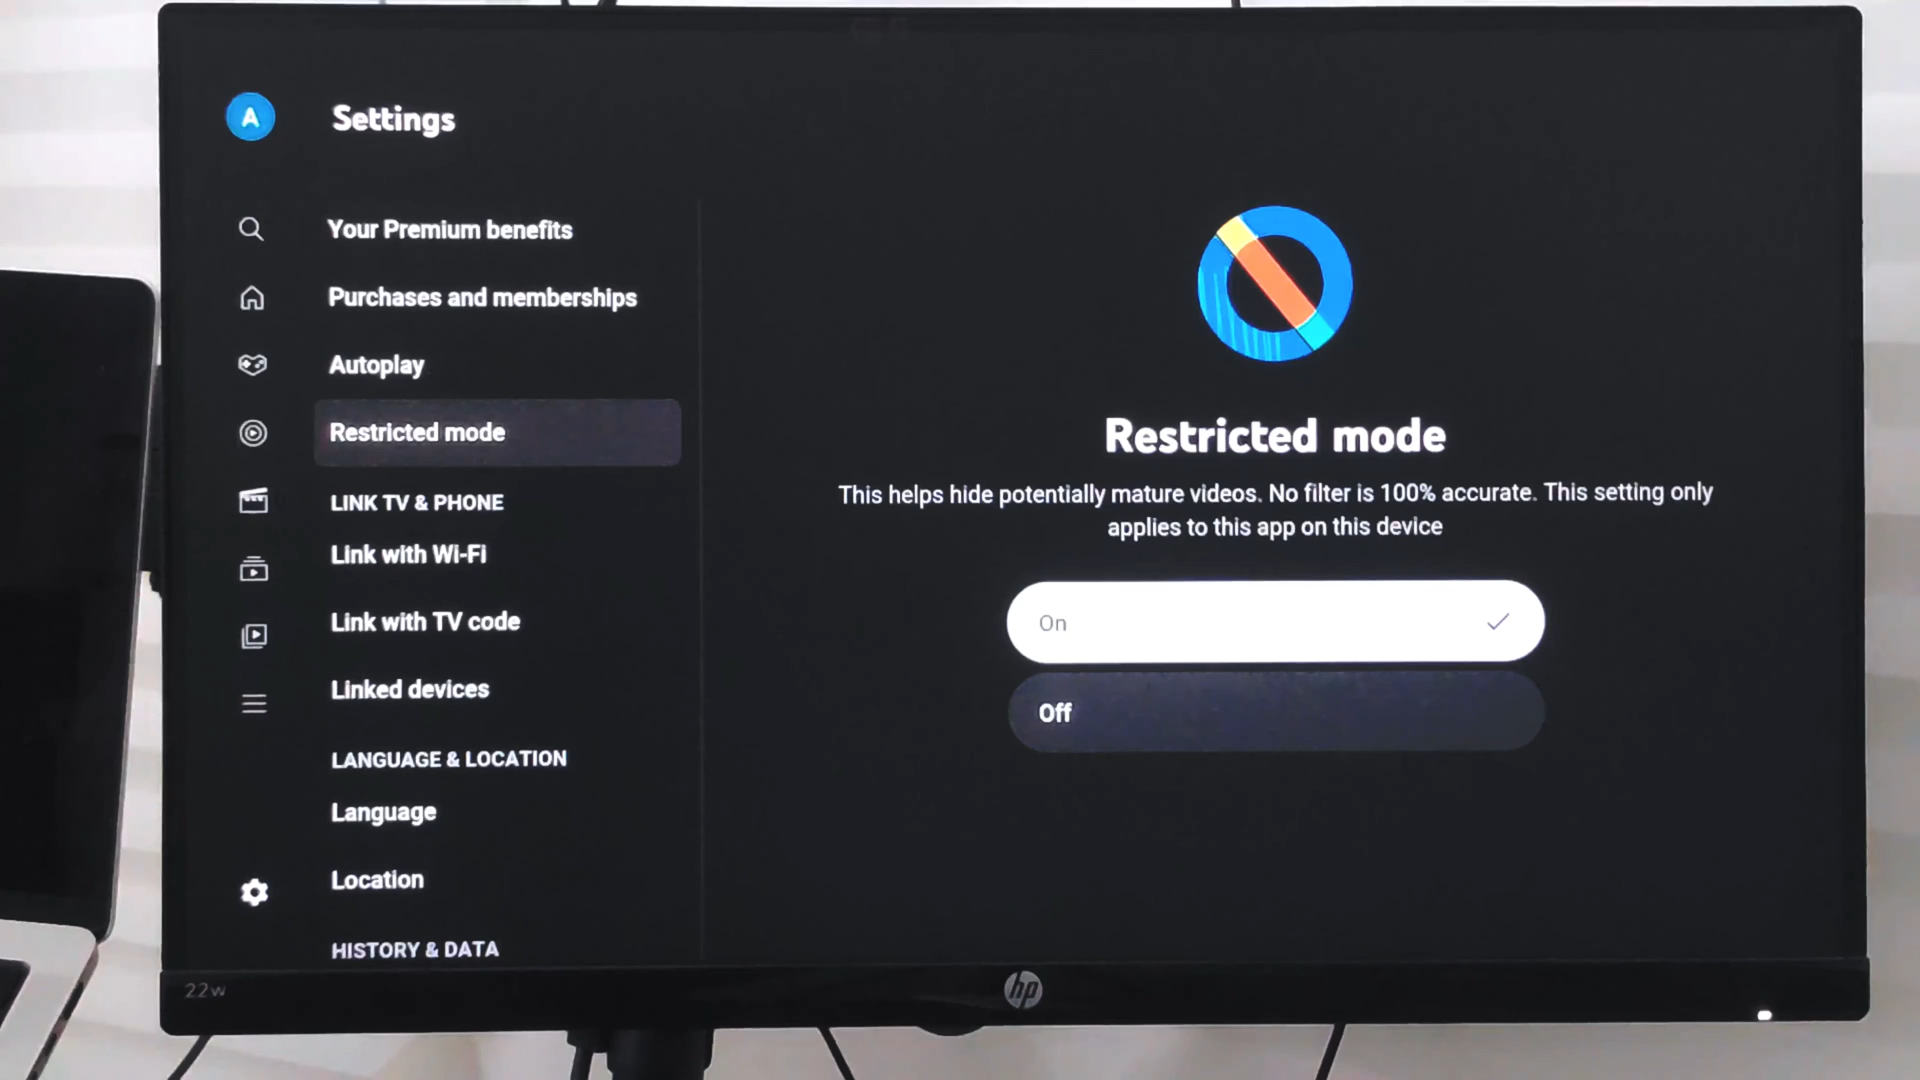 A
Settings
Your Premium benefits
Purchases and memberships
Autoplay
Restricted mode
LINK TV & PHONE
Link with Wi-Fi
Link with TV code
Linked devices
LANGUAGE & LOCATION
Language
Location
HISTORY & DATA
Restricted mode
This helps hide potentially mature videos. No filter is 100% accurate. This setting only
applies to this app on this device
On
Off
22w
hp